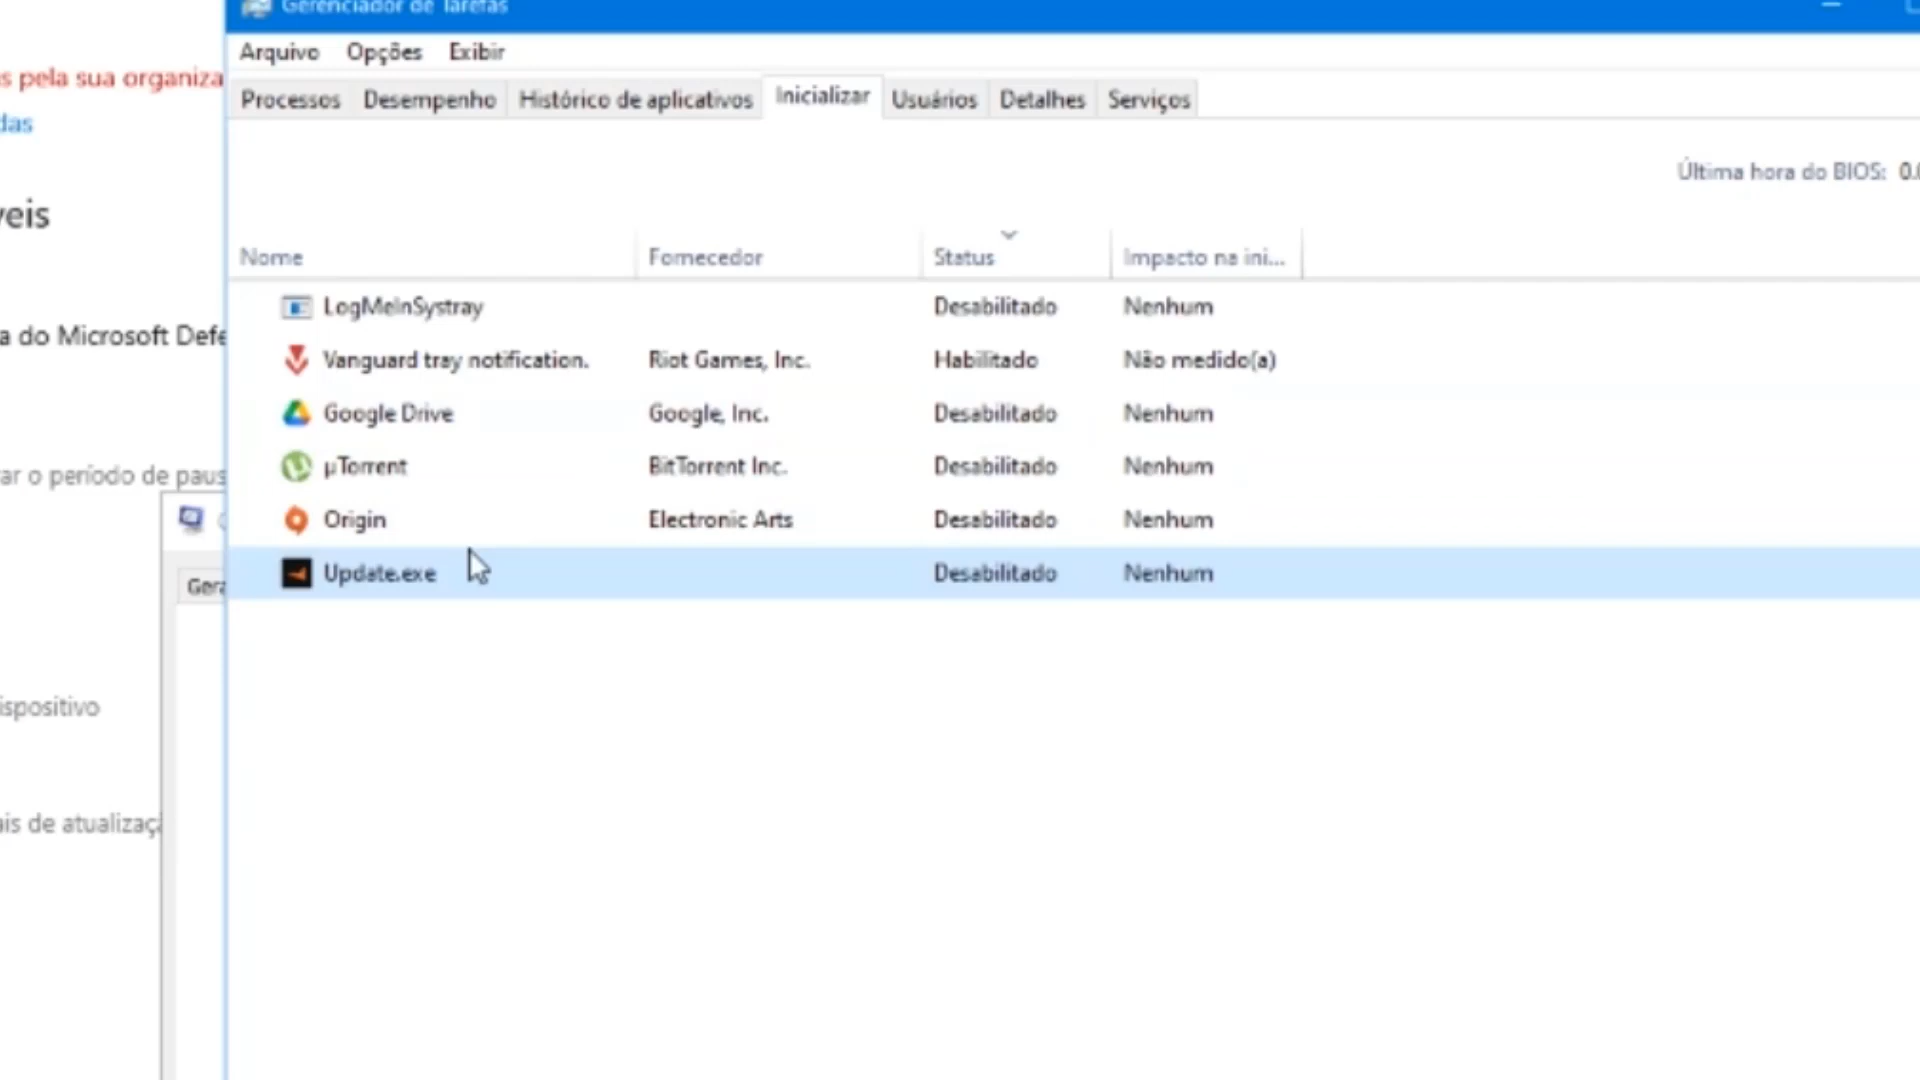 Gerenciador de Tarefas
Arquivo Opções Exibir
Processos Desempenho Histórico de aplicativos Inicializar Usuários Detalhes Serviços
Última hora do BIOS: 0.
Nome Fornecedor Status Impacto na ini...
LogMeInSystray Desabilitado Nenhum
Vanguard tray notification. Riot Games, Inc. Habilitado Não medido(a)
Google Drive Google, Inc. Desabilitado Nenhum
µTorrent BitTorrent Inc. Desabilitado Nenhum
Origin Electronic Arts Desabilitado Nenhum
Update.exe Desabilitado Nenhum
s pela sua organiza
das
veis
a do Microsoft Defe
ar o período de paus
Gera
ispositivo
ais de atualizaç